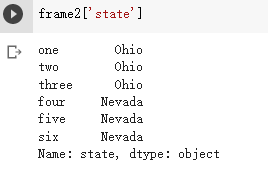 frame2['state']
one Ohio
two Ohio
three Ohio
four Nevada
five Nevada
six Nevada
Name: state, dtype: object